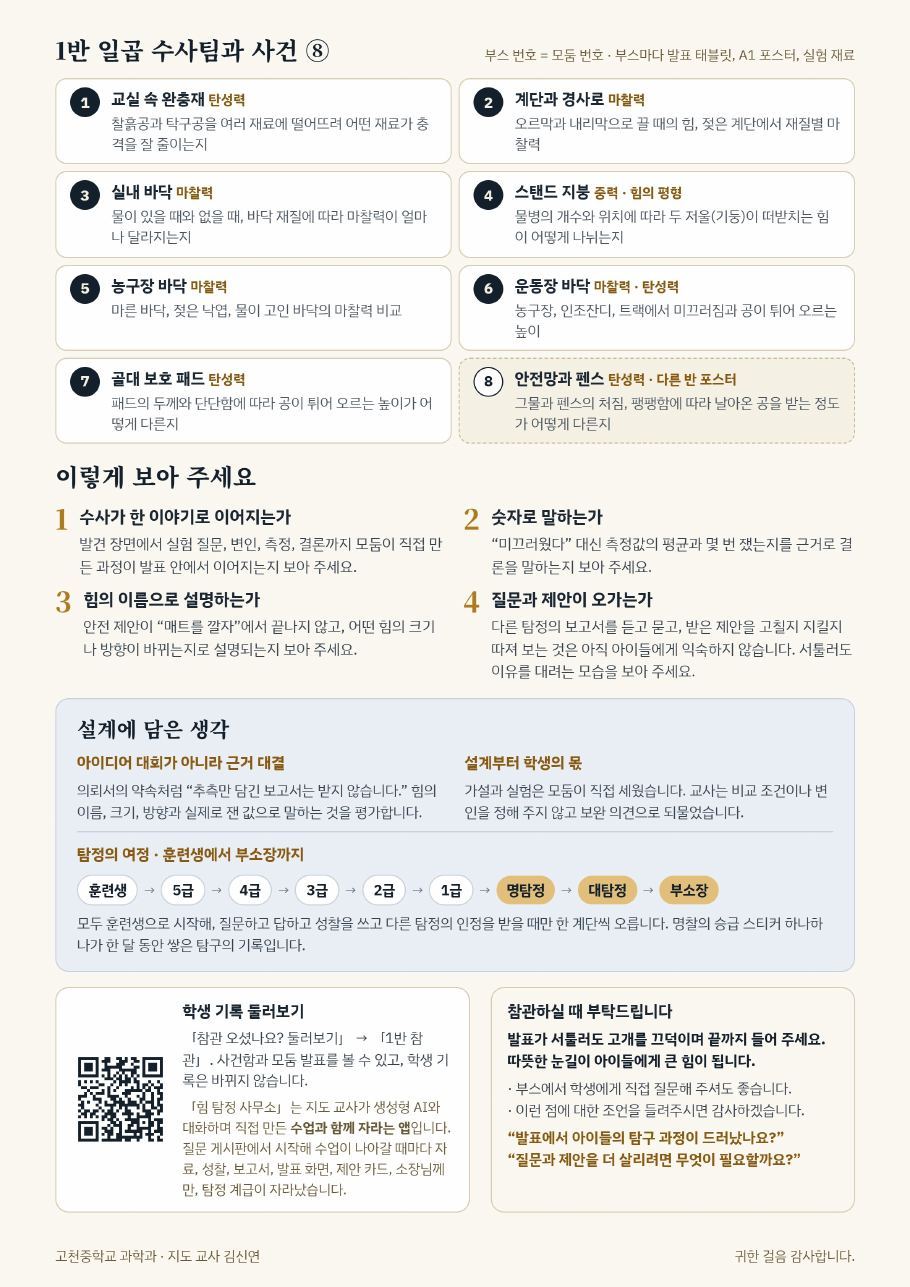 1반 일곱 수사팀과 사건 ⑧
부스 번호 = 모둠 번호 · 부스마다 발표 태블릿, A1 포스터, 실험 재료
1
교실 속 완충재 탄성력
찰흙공과 탁구공을 여러 재료에 떨어뜨려 어떤 재료가 충
격을 잘 줄이는지
2
계단과 경사로 마찰력
오르막과 내리막으로 끌 때의 힘, 젖은 계단에서 재질별 마
찰력
3
실내 바닥 마찰력
물이 있을 때와 없을 때, 바닥 재질에 따라 마찰력이 얼마
나 달라지는지
4
스탠드 지붕 중력 · 힘의 평형
물병의 개수와 위치에 따라 두 저울(기둥)이 떠받치는 힘
이 어떻게 나뉘는지
5
농구장 바닥 마찰력
마른 바닥, 젖은 낙엽, 물이 고인 바닥의 마찰력 비교
6
운동장 바닥 마찰력 · 탄성력
농구장, 인조잔디, 트랙에서 미끄러짐과 공이 튀어 오르는
높이
7
골대 보호 패드 탄성력
패드의 두께와 단단함에 따라 공이 튀어 오르는 높이가 어
떻게 다른지
8
안전망과 펜스 탄성력 · 다른 반 포스터
그물과 펜스의 처짐, 팽팽함에 따라 날아온 공을 받는 정도
가 어떻게 다른지
이렇게 보아 주세요
1 수사가 한 이야기로 이어지는가
발견 장면에서 실험 질문, 변인, 측정, 결론까지 모둠이 직접 만
든 과정이 발표 안에서 이어지는지 보아 주세요.
2 숫자로 말하는가
“미끄러웠다” 대신 측정값의 평균과 몇 번 쟀는지를 근거로 결
론을 말하는지 보아 주세요.
3 힘의 이름으로 설명하는가
안전 제안이 “매트를 깔자”에서 끝나지 않고, 어떤 힘의 크기
나 방향이 바뀌는지로 설명되는지 보아 주세요.
4 질문과 제안이 오가는가
다른 탐정의 보고서를 듣고 묻고, 받은 제안을 고칠지 지킬지
따져 보는 것은 아직 아이들에게 익숙하지 않습니다. 서툴러도
이유를 대려는 모습을 보아 주세요.
설계에 담은 생각
아이디어 대회가 아니라 근거 대결
의뢰서의 약속처럼 “추측만 담긴 보고서는 받지 않습니다.” 힘의
이름, 크기, 방향과 실제로 잰 값으로 말하는 것을 평가합니다.
설계부터 학생의 몫
가설과 실험은 모둠이 직접 세웠습니다. 교사는 비교 조건이나 변
인을 정해 주지 않고 보완 의견으로 되물었습니다.
탐정의 여정 · 훈련생에서 부소장까지
훈련생 → 5급 → 4급 → 3급 → 2급 → 1급 → 명탐정 → 대탐정 → 부소장
모두 훈련생으로 시작해, 질문하고 답하고 성찰을 쓰고 다른 탐정의 인정을 받을 때만 한 계단씩 오릅니다. 명찰의 승급 스티커 하나하
나가 한 달 동안 쌓은 탐구의 기록입니다.
학생 기록 둘러보기
「참관 오셨나요? 둘러보기」 → 「1반 참
관」. 사건함과 모둠 발표를 볼 수 있고, 학생 기
록은 바뀌지 않습니다.
「힘 탐정 사무소」는 지도 교사가 생성형 AI와
대화하며 직접 만든 수업과 함께 자라는 앱입니다.
질문 게시판에서 시작해 수업이 나아갈 때마다 자
료, 성찰, 보고서, 발표 화면, 제안 카드, 소장님께
만, 탐정 계급이 자라났습니다.
참관하실 때 부탁드립니다
발표가 서툴러도 고개를 끄덕이며 끝까지 들어 주세요.
따뜻한 눈길이 아이들에게 큰 힘이 됩니다.
· 부스에서 학생에게 직접 질문해 주셔도 좋습니다.
· 이런 점에 대한 조언을 들려주시면 감사하겠습니다.
“발표에서 아이들의 탐구 과정이 드러났나요?”
“질문과 제안을 더 살리려면 무엇이 필요할까요?”
고천중학교 과학과 · 지도 교사 김신연
귀한 걸음 감사합니다.